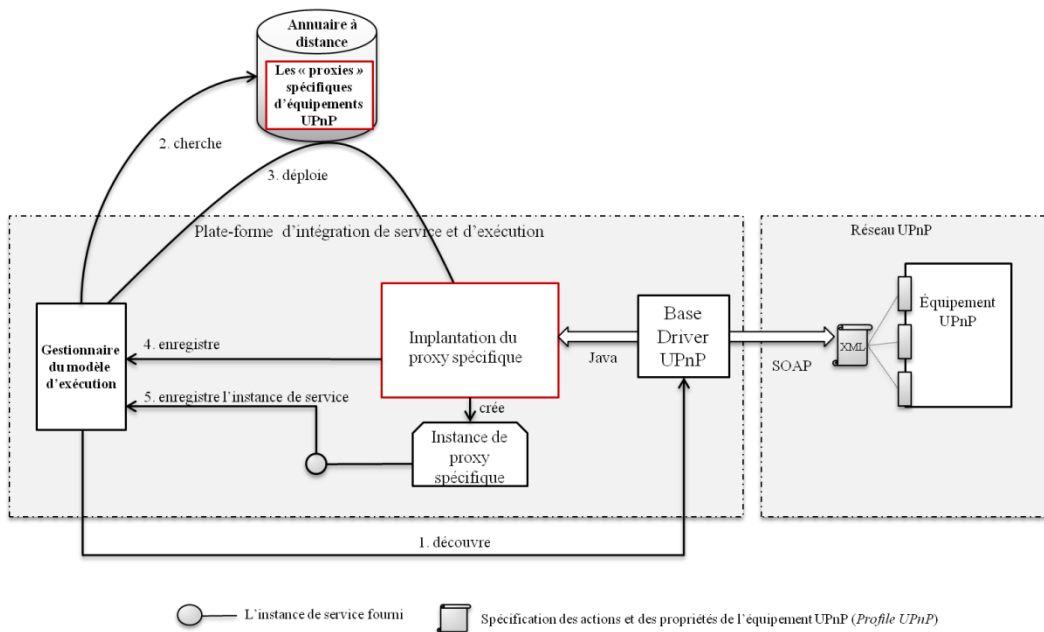 Annuaire à
distance
Les « proxies »
spécifiques
d'équipements
UPnP
2. cherche
3. déploie
Plate-forme d'intégration de service et d'exécution
Réseau UPnP
Gestionnaire
du modèle
d'exécution
4. enregistre
Implantation du
proxy spécifique
Java
Base
Driver
UPnP
SOAP
XML
Équipement
UPnP
5. enregistre l'instance de service
crée
Instance de
proxy
spécifique
1. découvre
L'instance de service fourni
Spécification des actions et des propriétés de l'équipement UPnP (Profile UPnP)